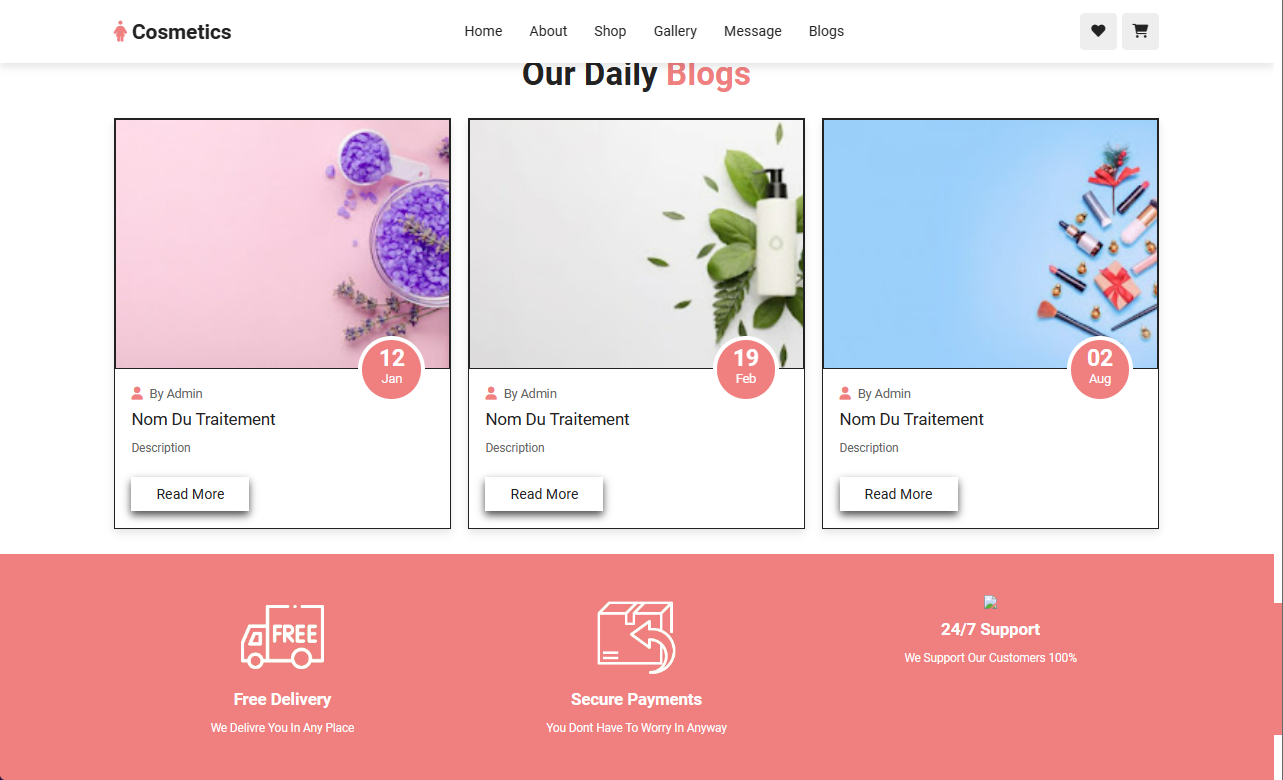 Cosmetics
Home About Shop Gallery Message Blogs
Our Daily Blogs
12
Jan
19
Feb
02
Aug
By Admin
Nom Du Traitement
Description
Read More
By Admin
Nom Du Traitement
Description
Read More
By Admin
Nom Du Traitement
Description
Read More
FREE
Free Delivery
We Delivre You In Any Place
Secure Payments
You Dont Have To Worry In Anyway
24/7 Support
We Support Our Customers 100%